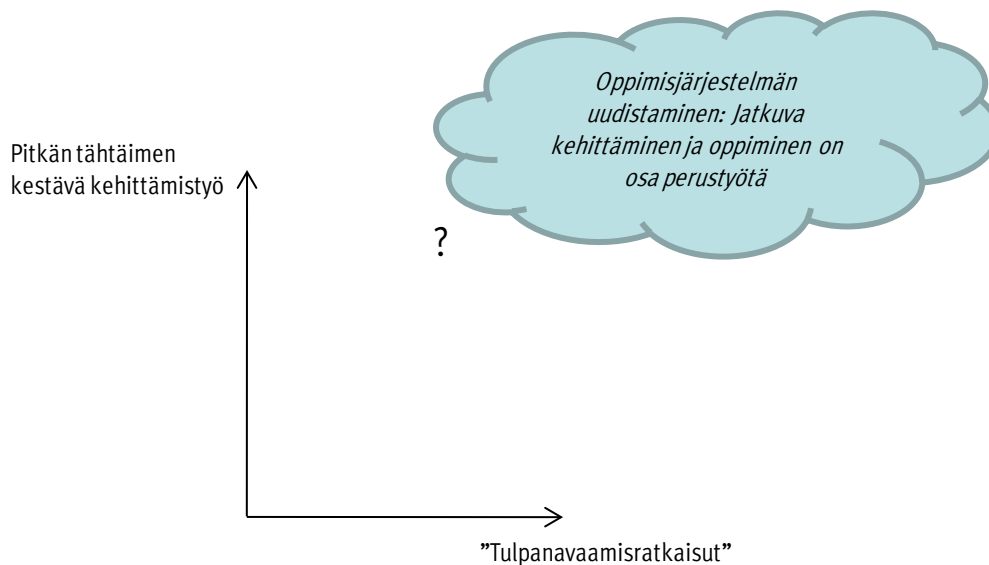 Oppimisjärjestelmän
uudistaminen: Jatkuva
kehittäminen ja oppiminen on
osa perustyötä
Pitkän tähtäimen
kestävä kehittämistyö
?
”Tulpanavaamisratkaisut”